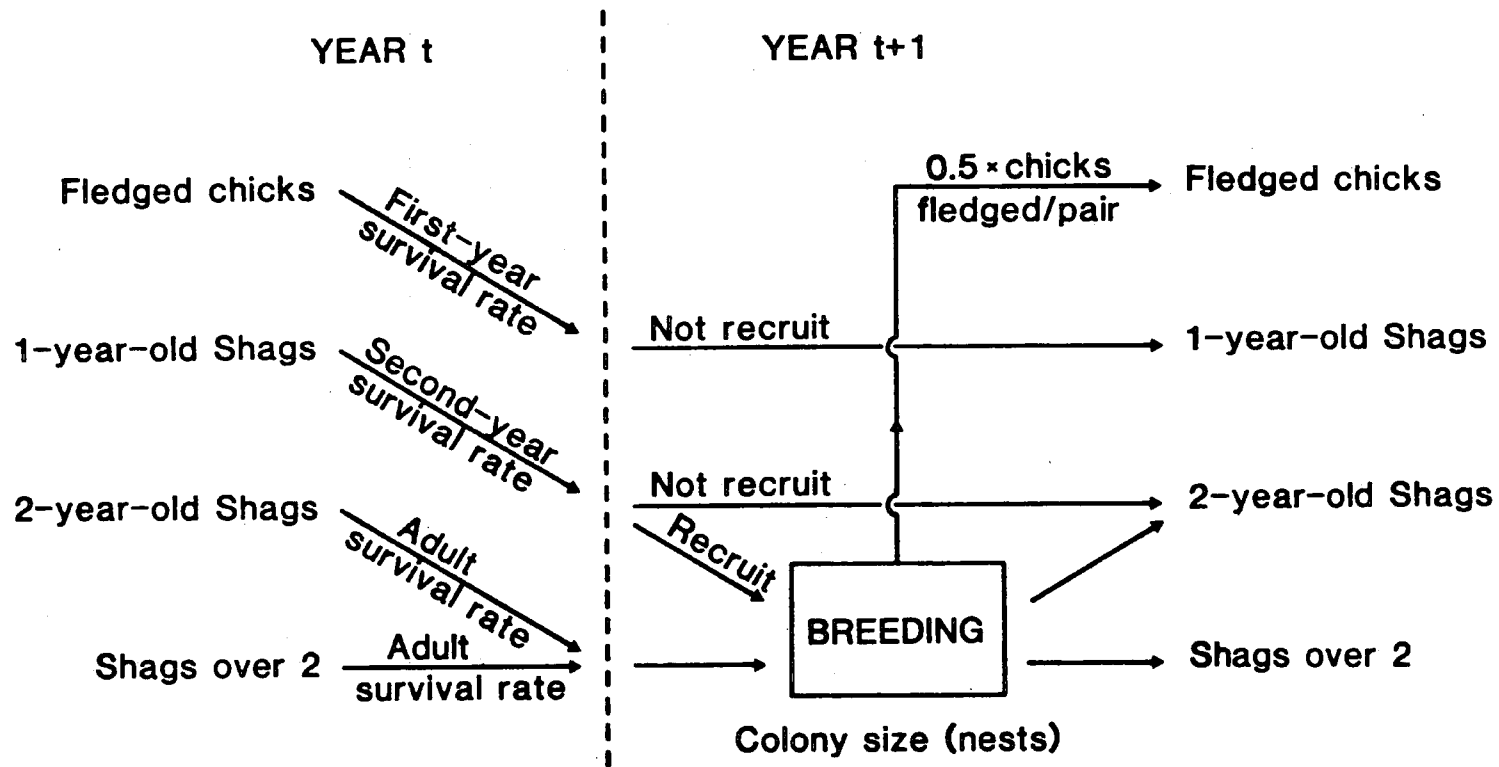 YEAR t
YEAR t+1
Fledged chicks
First-year
survival rate
0.5 × chicks
fledged/pair
Fledged chicks
1-year-old Shags
Second-year
survival rate
Not recruit
1-year-old Shags
2-year-old Shags
Adult
survival rate
Not recruit
Recruit
2-year-old Shags
Shags over 2
Adult
survival rate
BREEDING
Shags over 2
Colony size (nests)